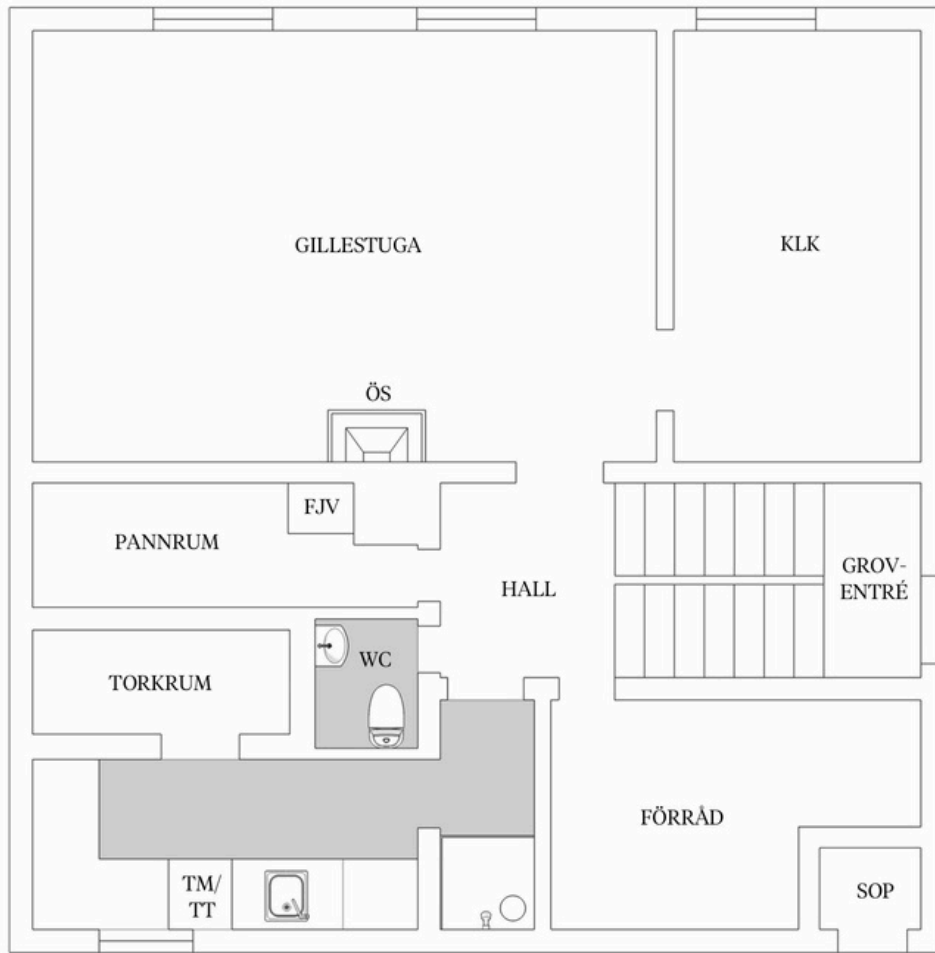 GILLESTUGA
KLK
ÖS
FJV
PANNRUM
HALL
GROV-
ENTRÉ
WC
TORKRUM
FÖRRÅD
TM/
TT
SOP